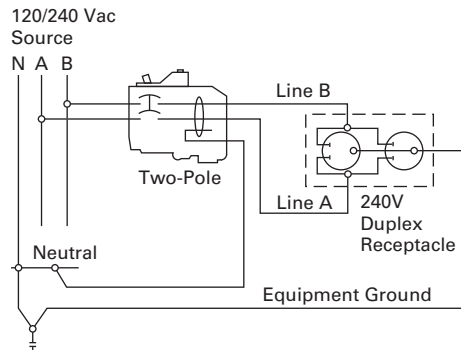 120/240 Vac
Source
N A B
Line B
Two-Pole
Line A
240V
Duplex
Receptacle
Neutral
Equipment Ground